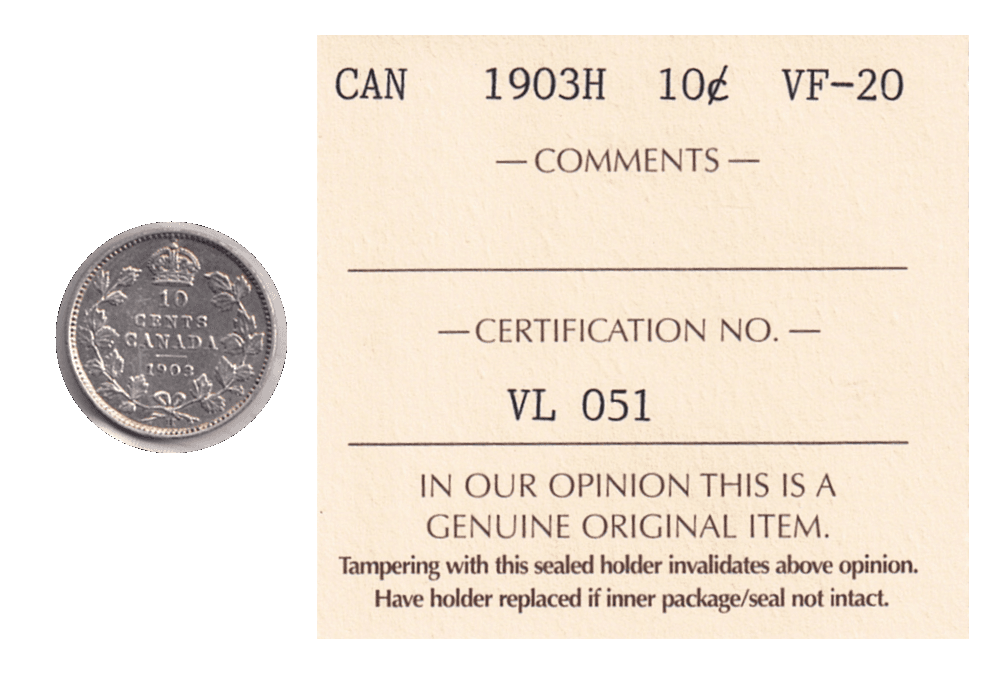 CAN 1903H 10¢ VF-20
— COMMENTS —
— CERTIFICATION NO. —
VL 051
IN OUR OPINION THIS IS A
GENUINE ORIGINAL ITEM.
Tampering with this sealed holder invalidates above opinion.
Have holder replaced if inner package/seal not intact.
10
CENTS
CANADA
1903